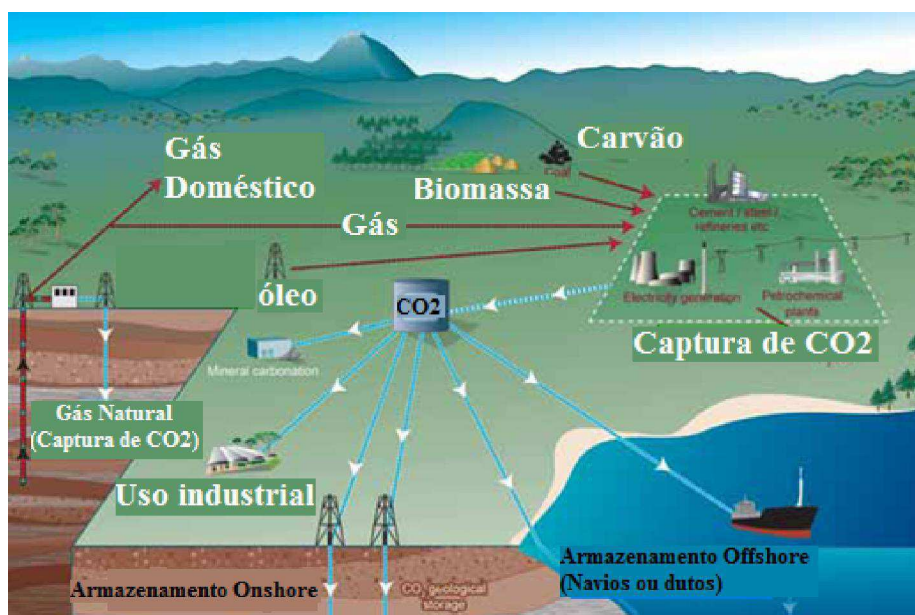 Carvão
Coal
Gás
Doméstico
Biomassa
Cement / steel /
refineries etc
Gás
óleo
CO2
Electricity generation
Petrochemical
plants
Captura de CO2
Mineral carbonation
Gás Natural
(Captura de CO2)
Uso industrial
Armazenamento Offshore
(Navios ou dutos)
Armazenamento Onshore
CO2 geological
storage